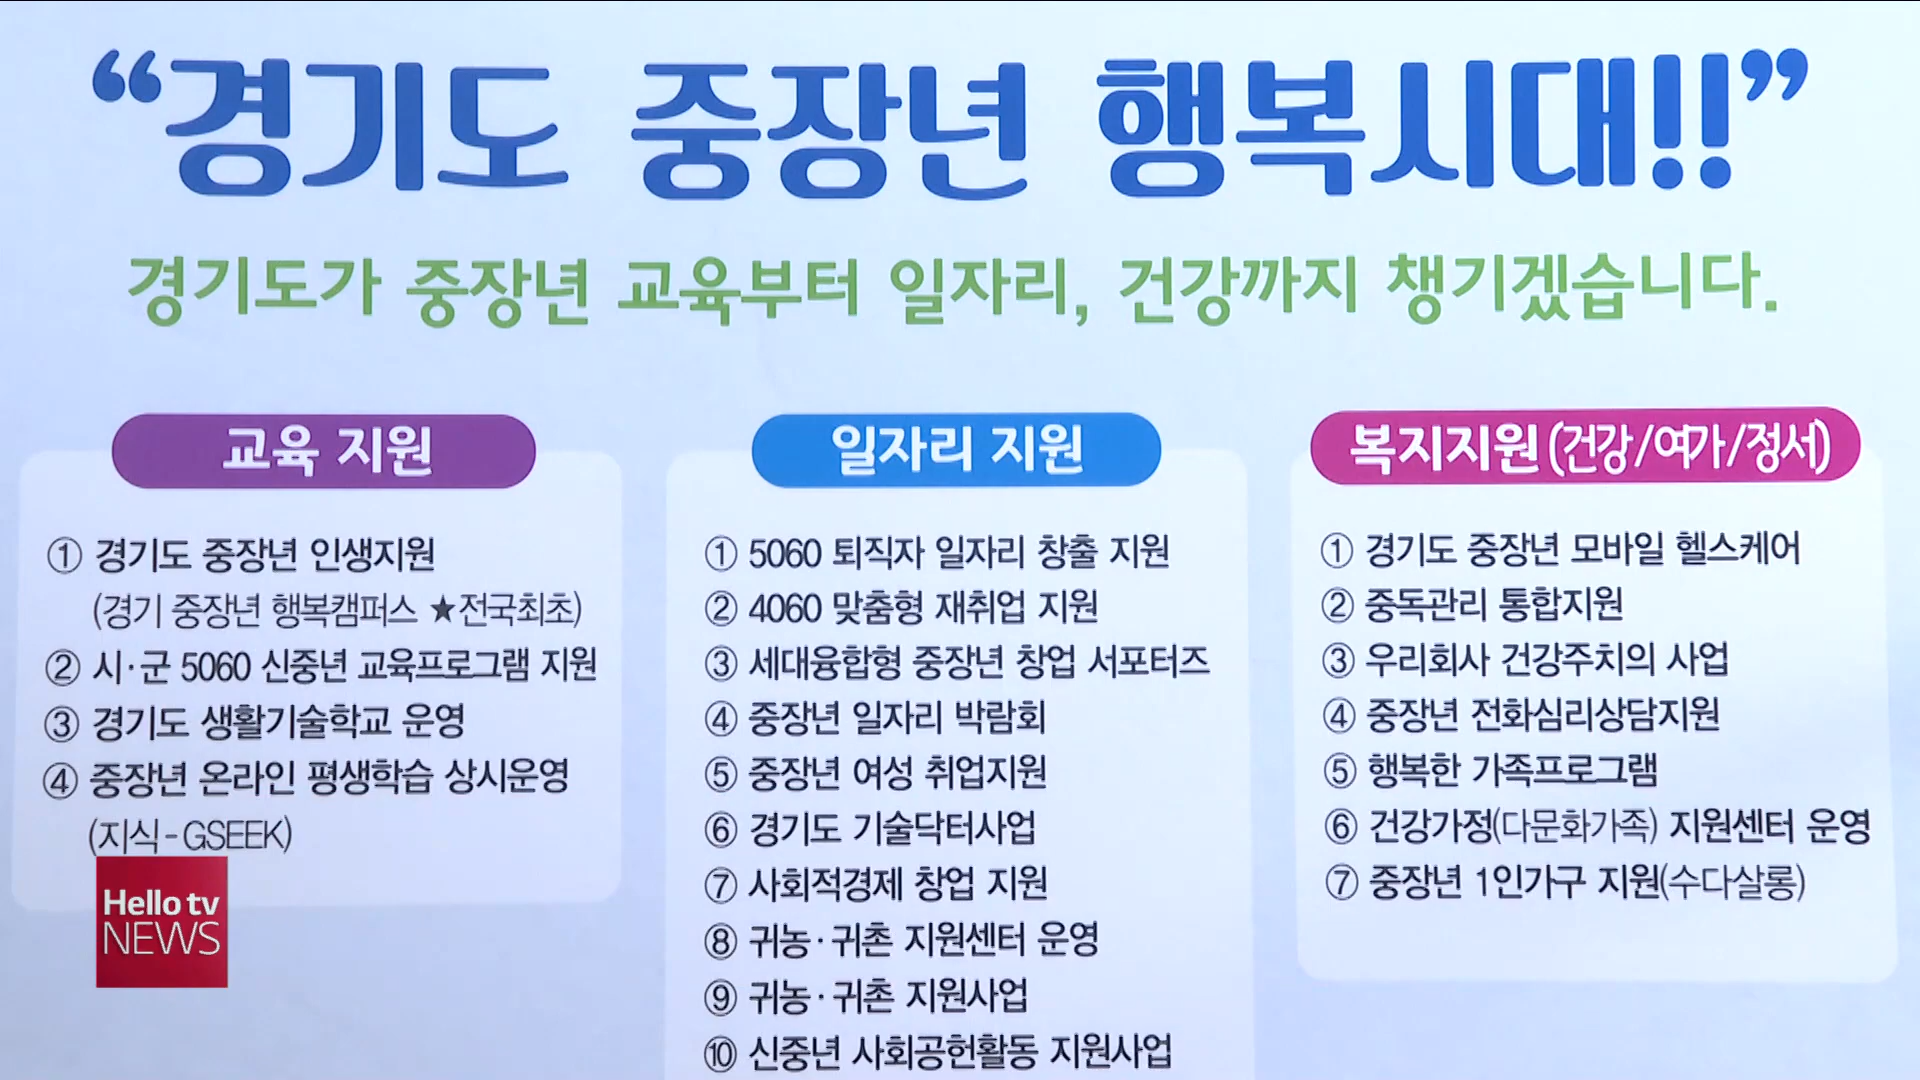 “경기도 중장년 행복시대!!”
경기도가 중장년 교육부터 일자리, 건강까지 챙기겠습니다.
교육 지원
① 경기도 중장년 인생지원
(경기 중장년 행복캠퍼스 ★전국최초)
② 시·군 5060 신중년 교육프로그램 지원
③ 경기도 생활기술학교 운영
④ 중장년 온라인 평생학습 상시운영
(지식-GSEEK)
일자리 지원
① 5060 퇴직자 일자리 창출 지원
② 4060 맞춤형 재취업 지원
③ 세대융합형 중장년 창업 서포터즈
④ 중장년 일자리 박람회
⑤ 중장년 여성 취업지원
⑥ 경기도 기술닥터사업
⑦ 사회적경제 창업 지원
⑧ 귀농·귀촌 지원센터 운영
⑨ 귀농·귀촌 지원사업
⑩ 신중년 사회공헌활동 지원사업
복지지원(건강/여가/정서)
① 경기도 중장년 모바일 헬스케어
② 중독관리 통합지원
③ 우리회사 건강주치의 사업
④ 중장년 전화심리상담지원
⑤ 행복한 가족프로그램
⑥ 건강가정(다문화가족) 지원센터 운영
⑦ 중장년 1인가구 지원(수다살롱)
Hello tv
NEWS